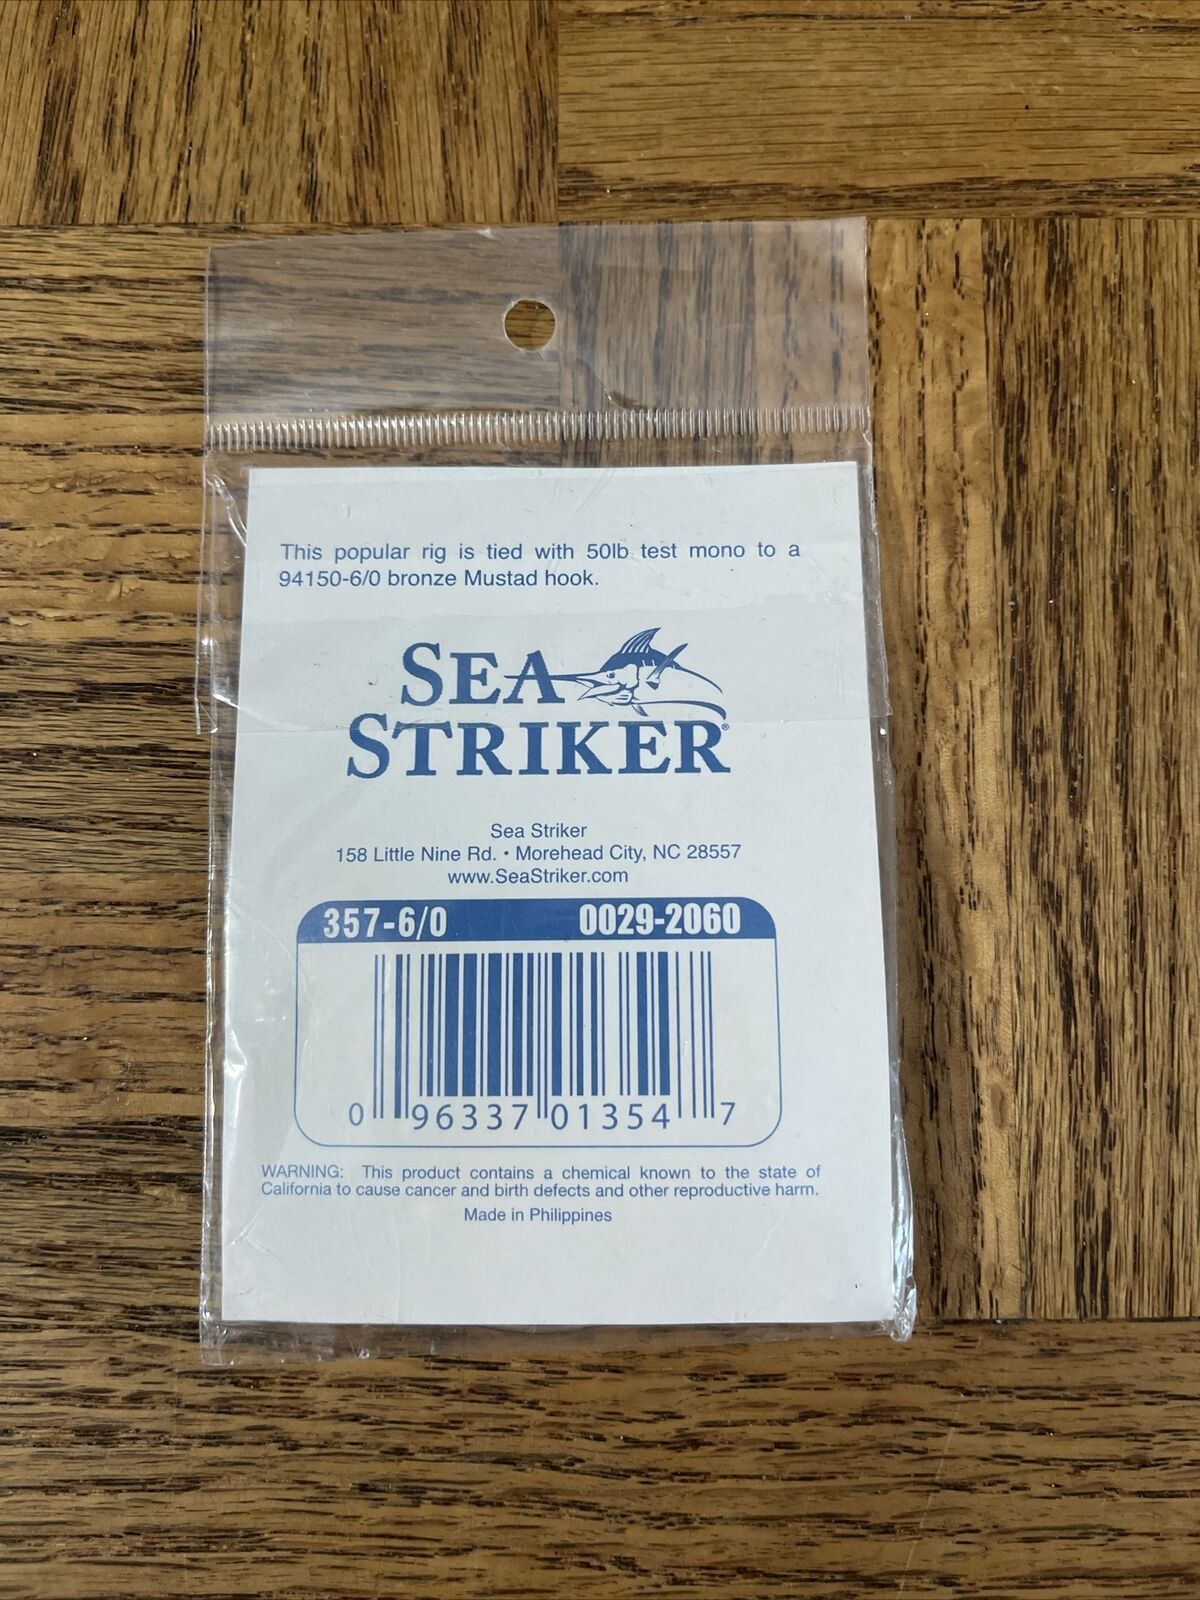 This popular rig is tied with 50lb test mono to a
94150-6/0 bronze Mustad hook.
SEA
STRIKER®
Sea Striker
158 Little Nine Rd. • Morehead City, NC 28557
www.SeaStriker.com
357-6/0 0029-2060
0 96337 01354 7
WARNING: This product contains a chemical known to the state of
California to cause cancer and birth defects and other reproductive harm.
Made in Philippines